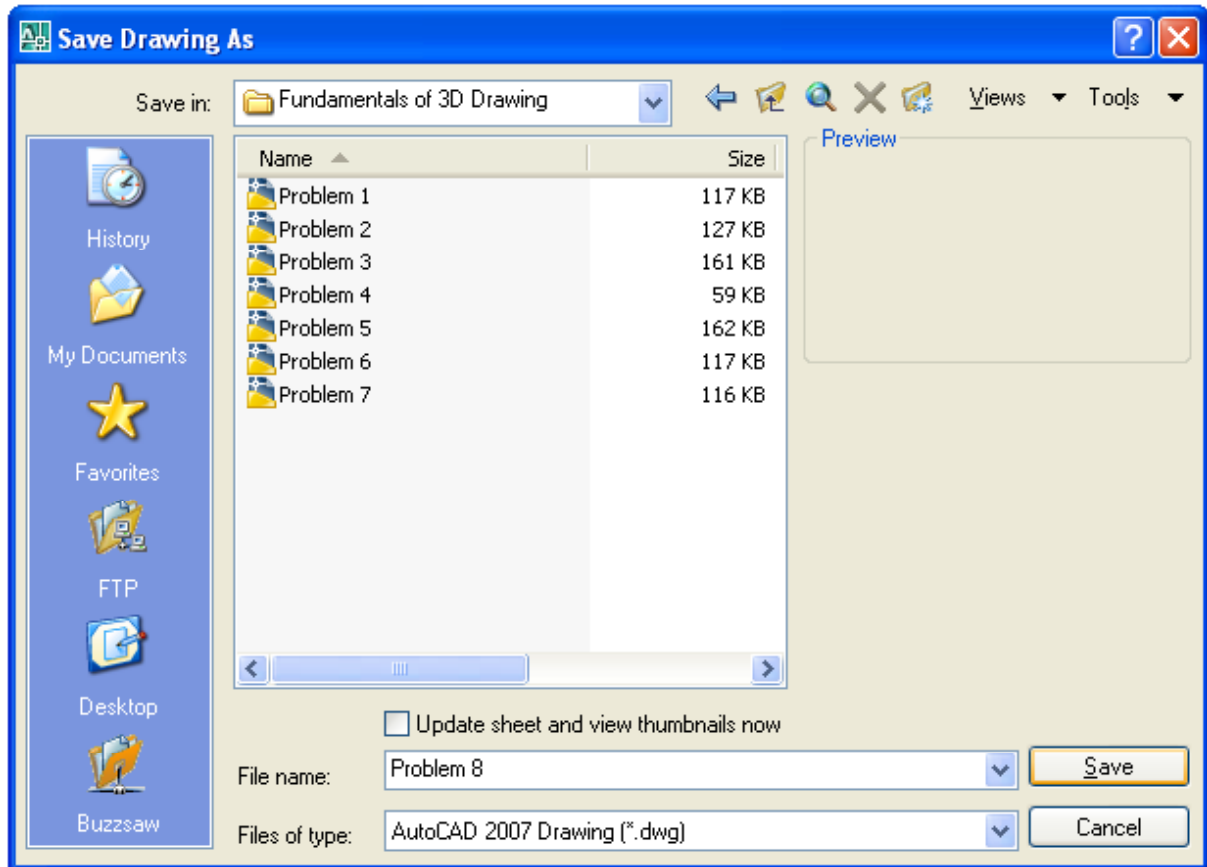 Save Drawing As
Save in: Fundamentals of 3D Drawing Views Tools
Name Size Preview
Problem 1 117 KB
Problem 2 127 KB
Problem 3 161 KB
Problem 4 59 KB
Problem 5 162 KB
Problem 6 117 KB
Problem 7 116 KB
History
My Documents
Favorites
FTP
Desktop
Buzzsaw
Update sheet and view thumbnails now
File name: Problem 8 Save
Files of type: AutoCAD 2007 Drawing (*.dwg) Cancel